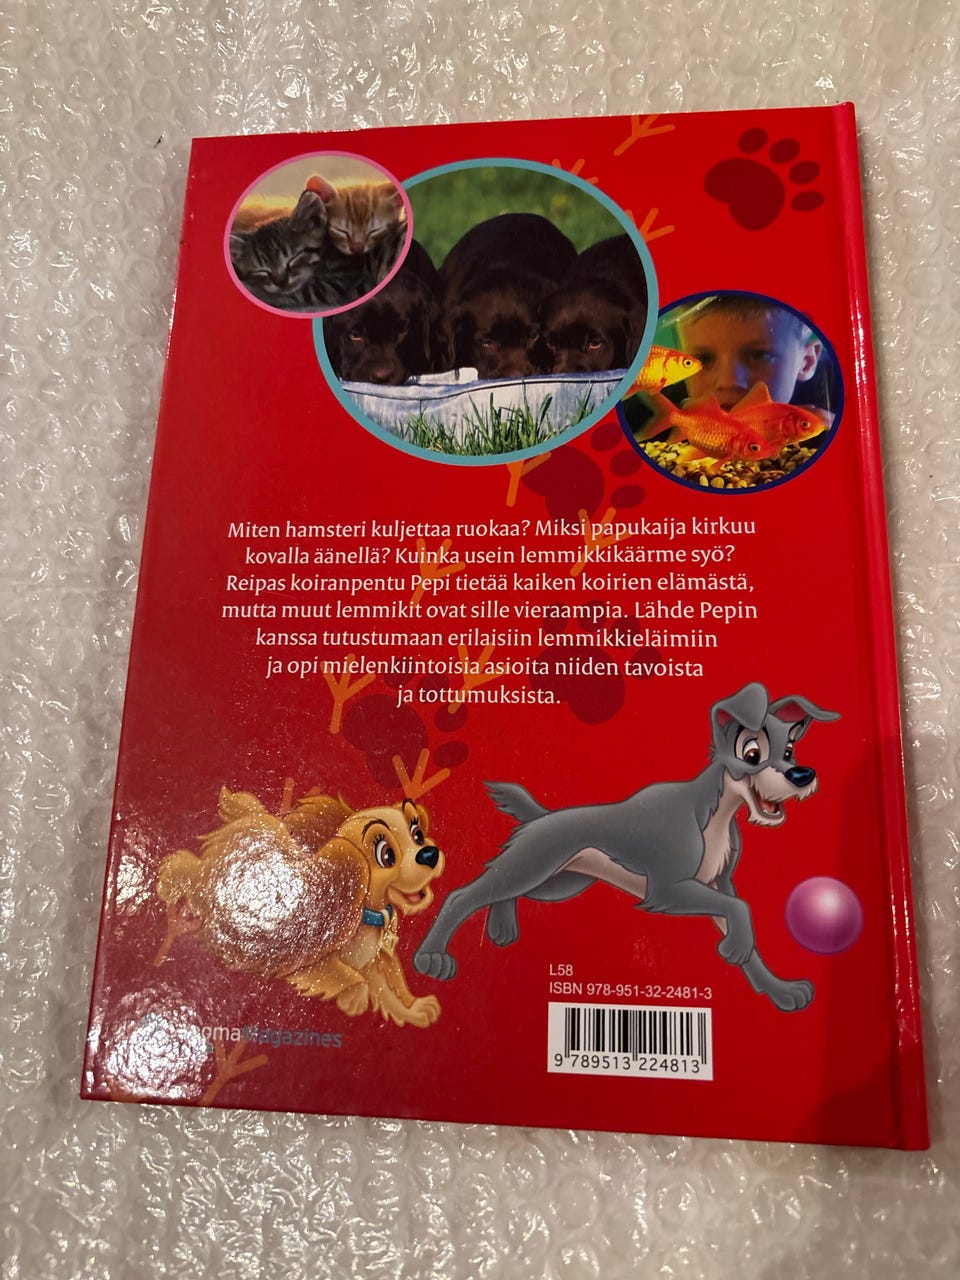 Miten hamsteri kuljettaa ruokaa? Miksi papukaija kirkuu
kovalla äänellä? Kuinka usein lemmikkikäärme syö?
Reipas koiranpentu Pepi tietää kaiken koirien elämästä,
mutta muut lemmikit ovat sille vieraampia. Lähde Pepin
kanssa tutustumaan erilaisiin lemmikkieläimiin
ja opi mielenkiintoisia asioita niiden tavoista
ja tottumuksista.
L58
ISBN 978-951-32-2481-3
9 789513 224813
Magazines